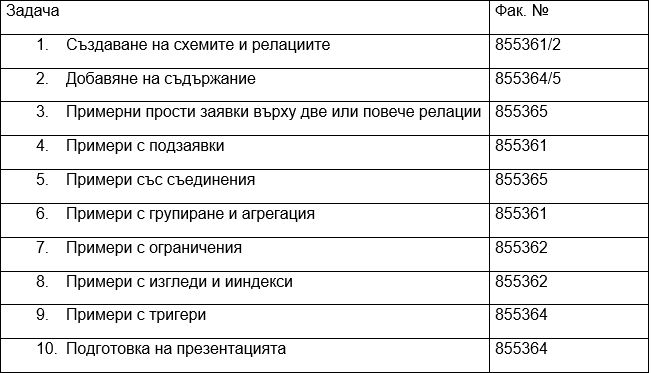 Задача Фак. №
1. Създаване на схемите и релациите 855361/2
2. Добавяне на съдържание 855364/5
3. Примерни прости заявки върху две или повече релации 855365
4. Примери с подзаявки 855361
5. Примери със съединения 855365
6. Примери с групиране и агрегация 855361
7. Примери с ограничения 855362
8. Примери с изгледи и ииндекси 855362
9. Примери с тригери 855364
10. Подготовка на презентацията 855364